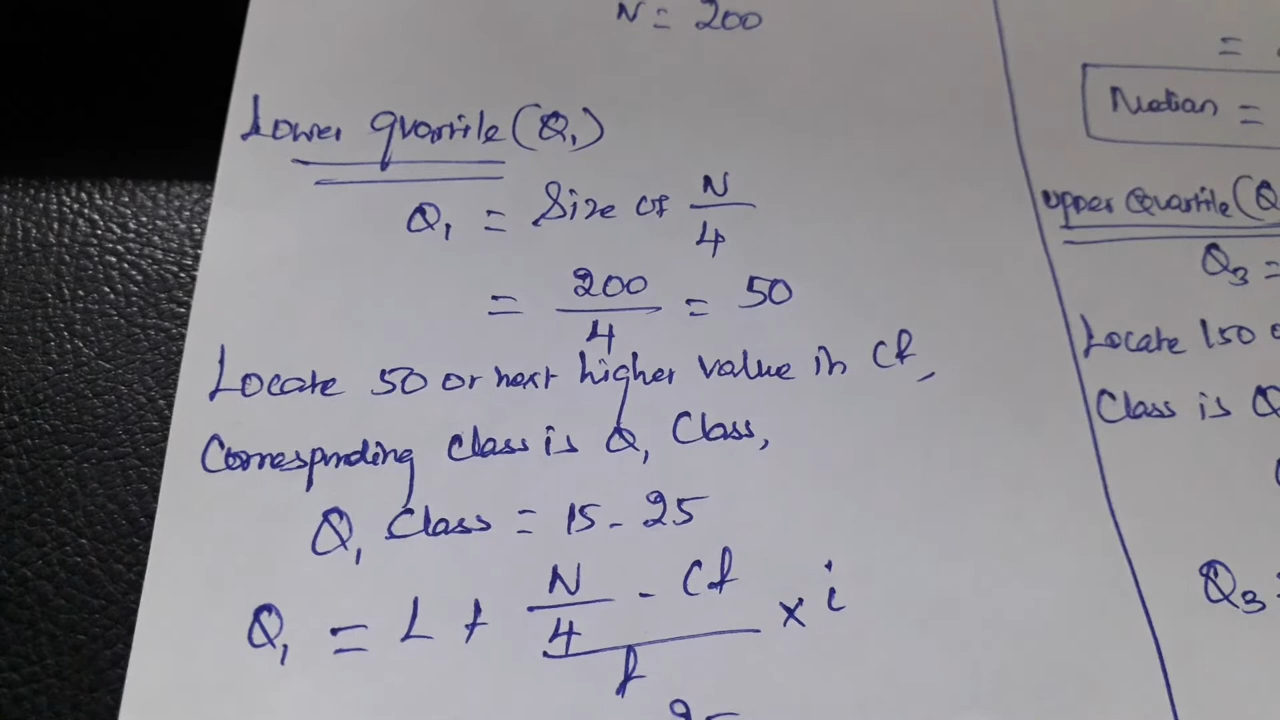 N = 200
Lower quartile (Q₁)
Q₁ = Size of N/4
= 200/4 = 50
Locate 50 or next higher value in Cf,
Corresponding Class is Q₁ Class,
Q₁ Class = 15 - 25
Q₁ = L + (N/4 - Cf)/f × i
=
Median =
Upper Quartile (Q
Q₃ =
Locate 150 o
Class is Q
Q₃ =